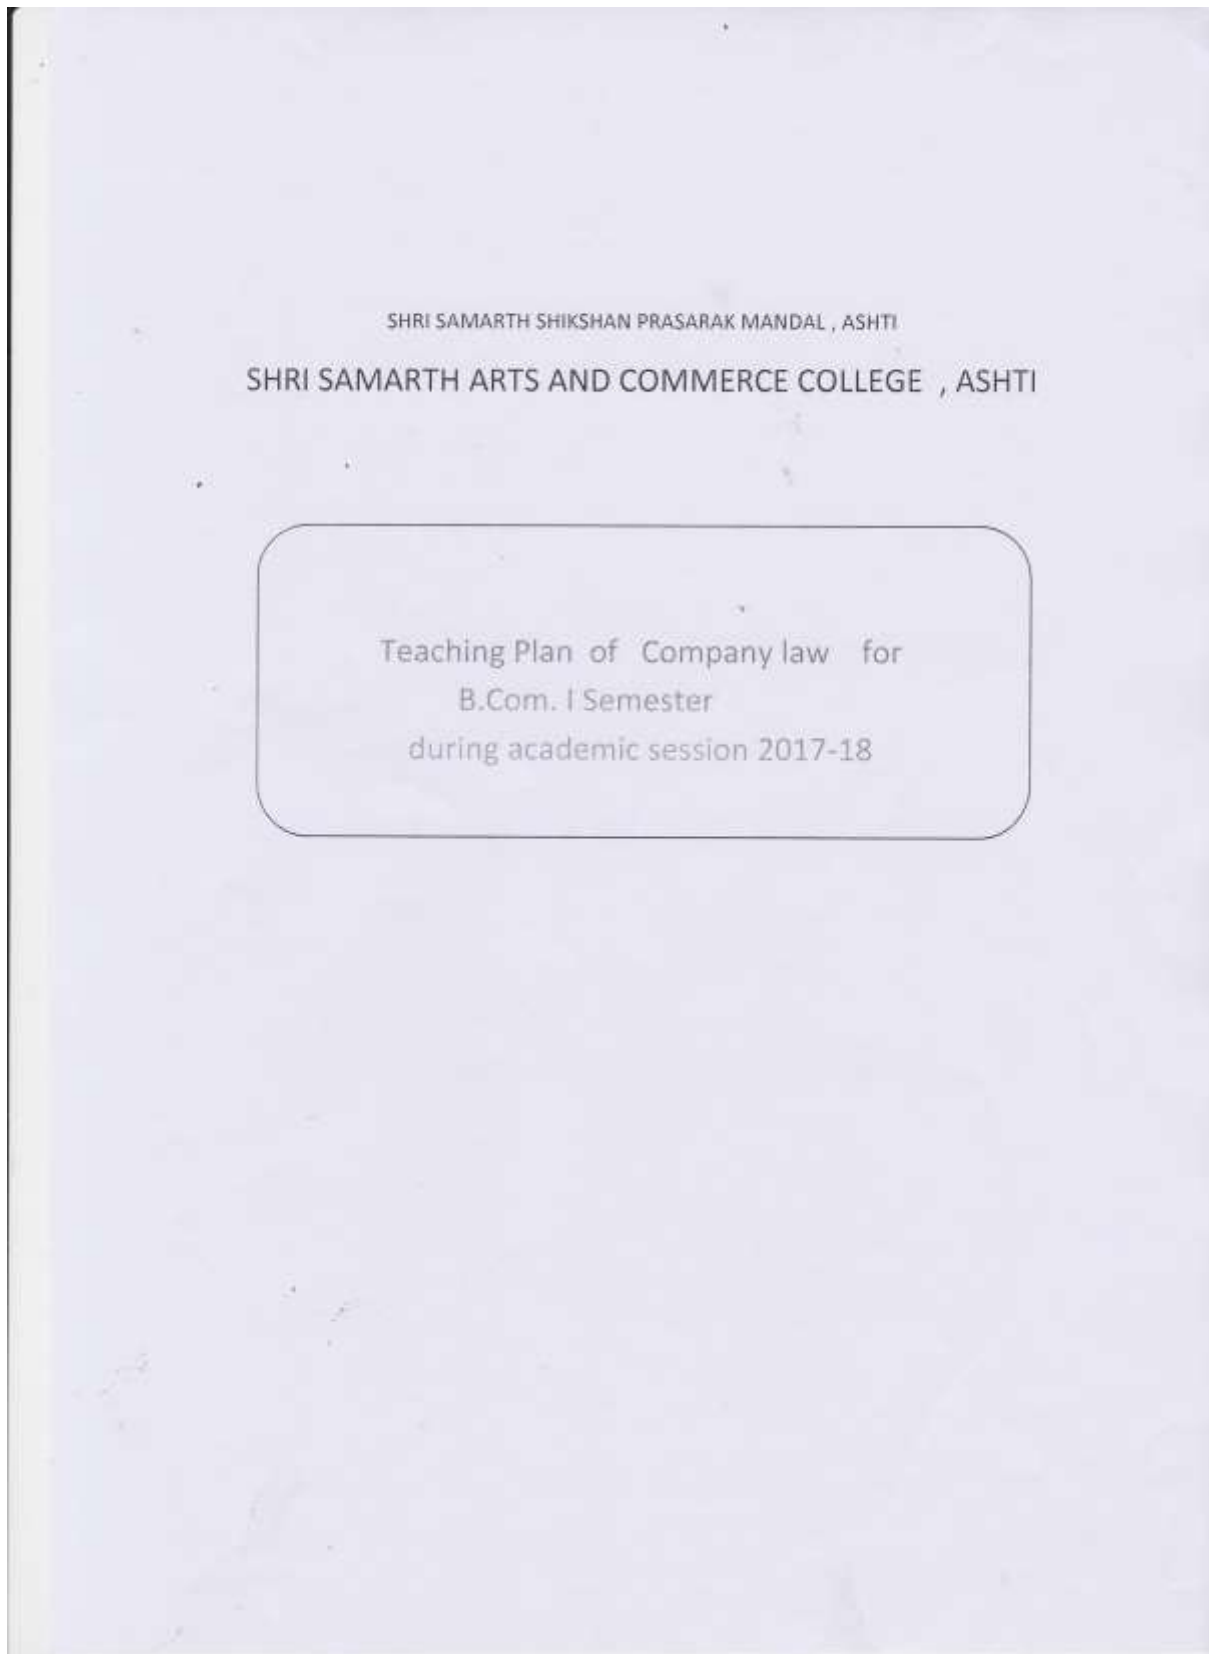 SHRI SAMARTH SHIKSHAN PRASARAK MANDAL , ASHTI
SHRI SAMARTH ARTS AND COMMERCE COLLEGE , ASHTI
Teaching Plan of Company law for
B.Com. I Semester
during academic session 2017-18